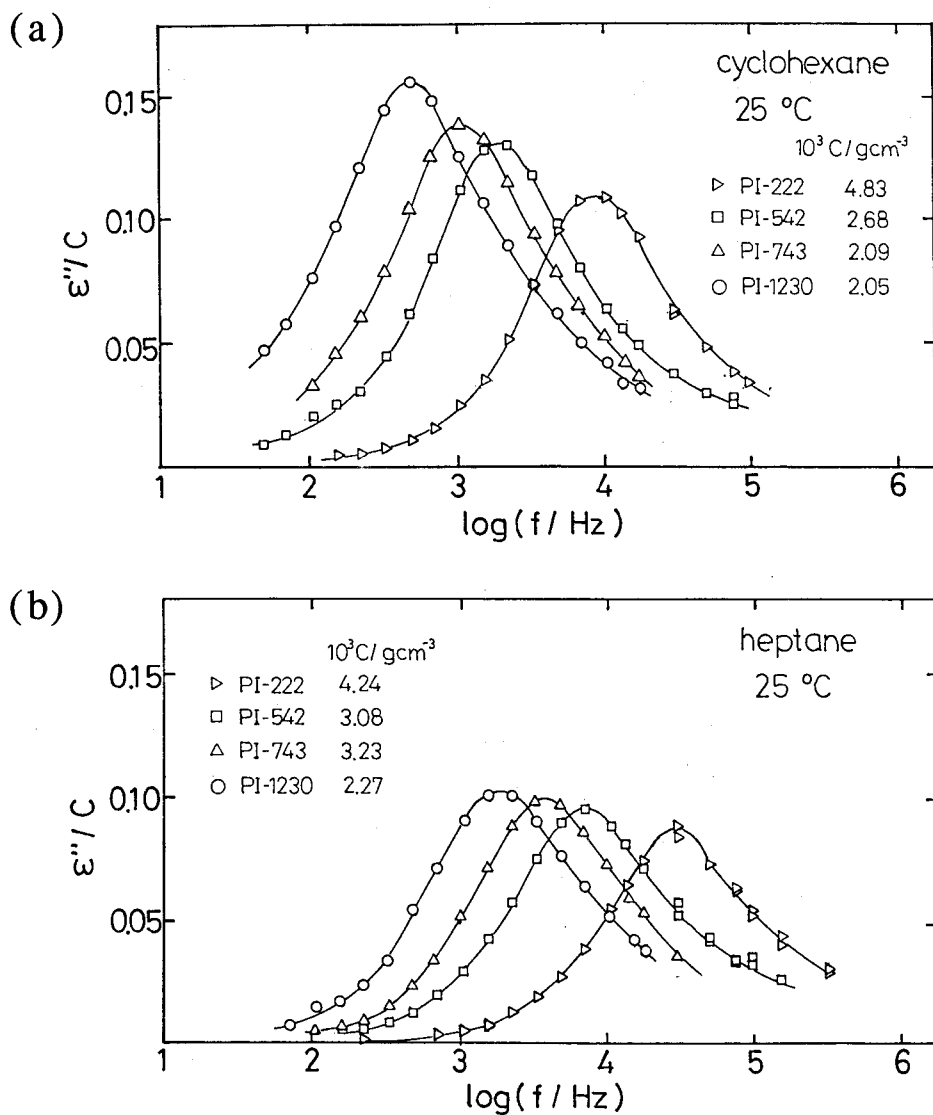 (a)
cyclohexane
25 °C
10³ C/gcm⁻³
▷ PI-222 4.83
□ PI-542 2.68
△ PI-743 2.09
○ PI-1230 2.05
0.15
0.10
0.05
ε"/C
1 2 3 4 5 6
log(f/Hz)
(b)
heptane
25 °C
10³C/gcm⁻³
▷ PI-222 4.24
□ PI-542 3.08
△ PI-743 3.23
○ PI-1230 2.27
0.15
0.10
0.05
ε"/C
1 2 3 4 5 6
log(f/Hz)